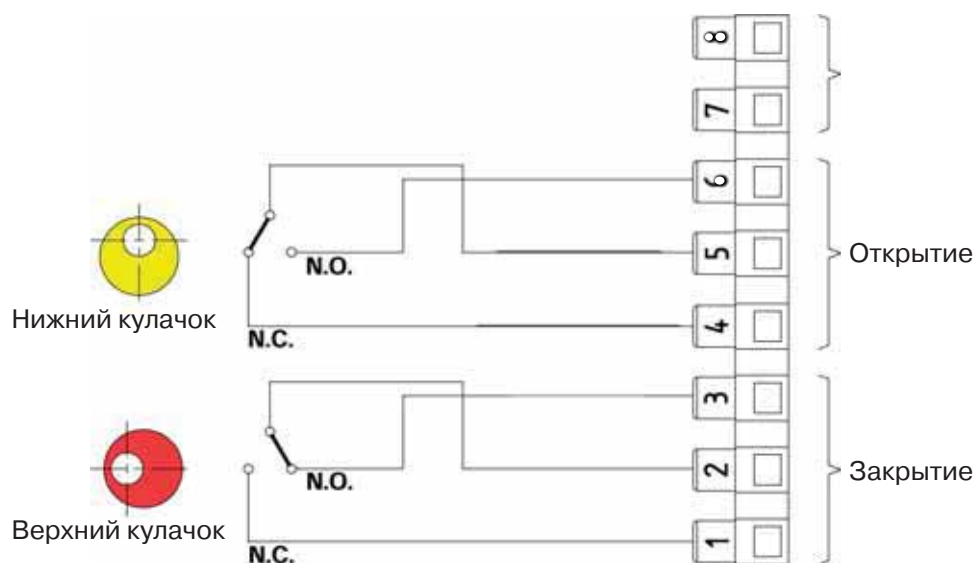 8
7
6
N.O.
5
Открытие
Нижний кулачок
N.C.
4
3
N.O.
2
Закрытие
Верхний кулачок
N.C.
1